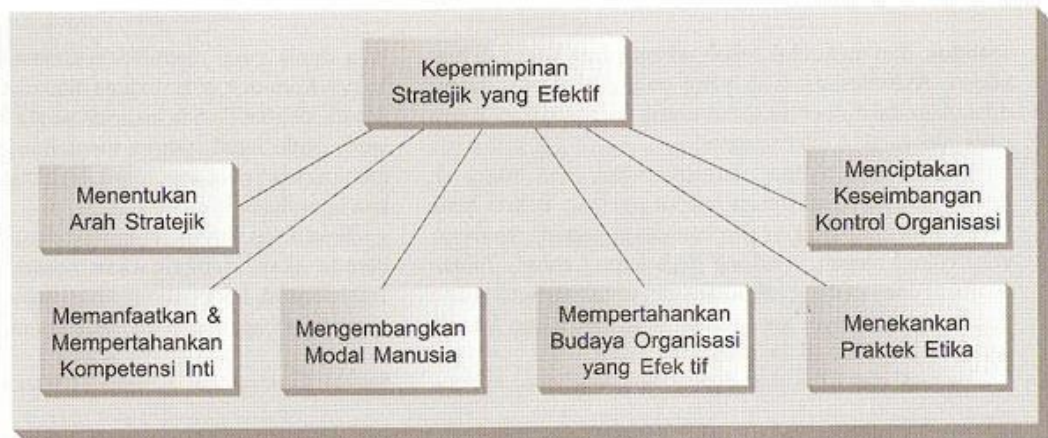 Kepemimpinan
Stratejik yang Efektif
Menentukan
Arah Stratejik
Menciptakan
Keseimbangan
Kontrol Organisasi
Memanfaatkan &
Mempertahankan
Kompetensi Inti
Mengembangkan
Modal Manusia
Mempertahankan
Budaya Organisasi
yang Efek tif
Menekankan
Praktek Etika